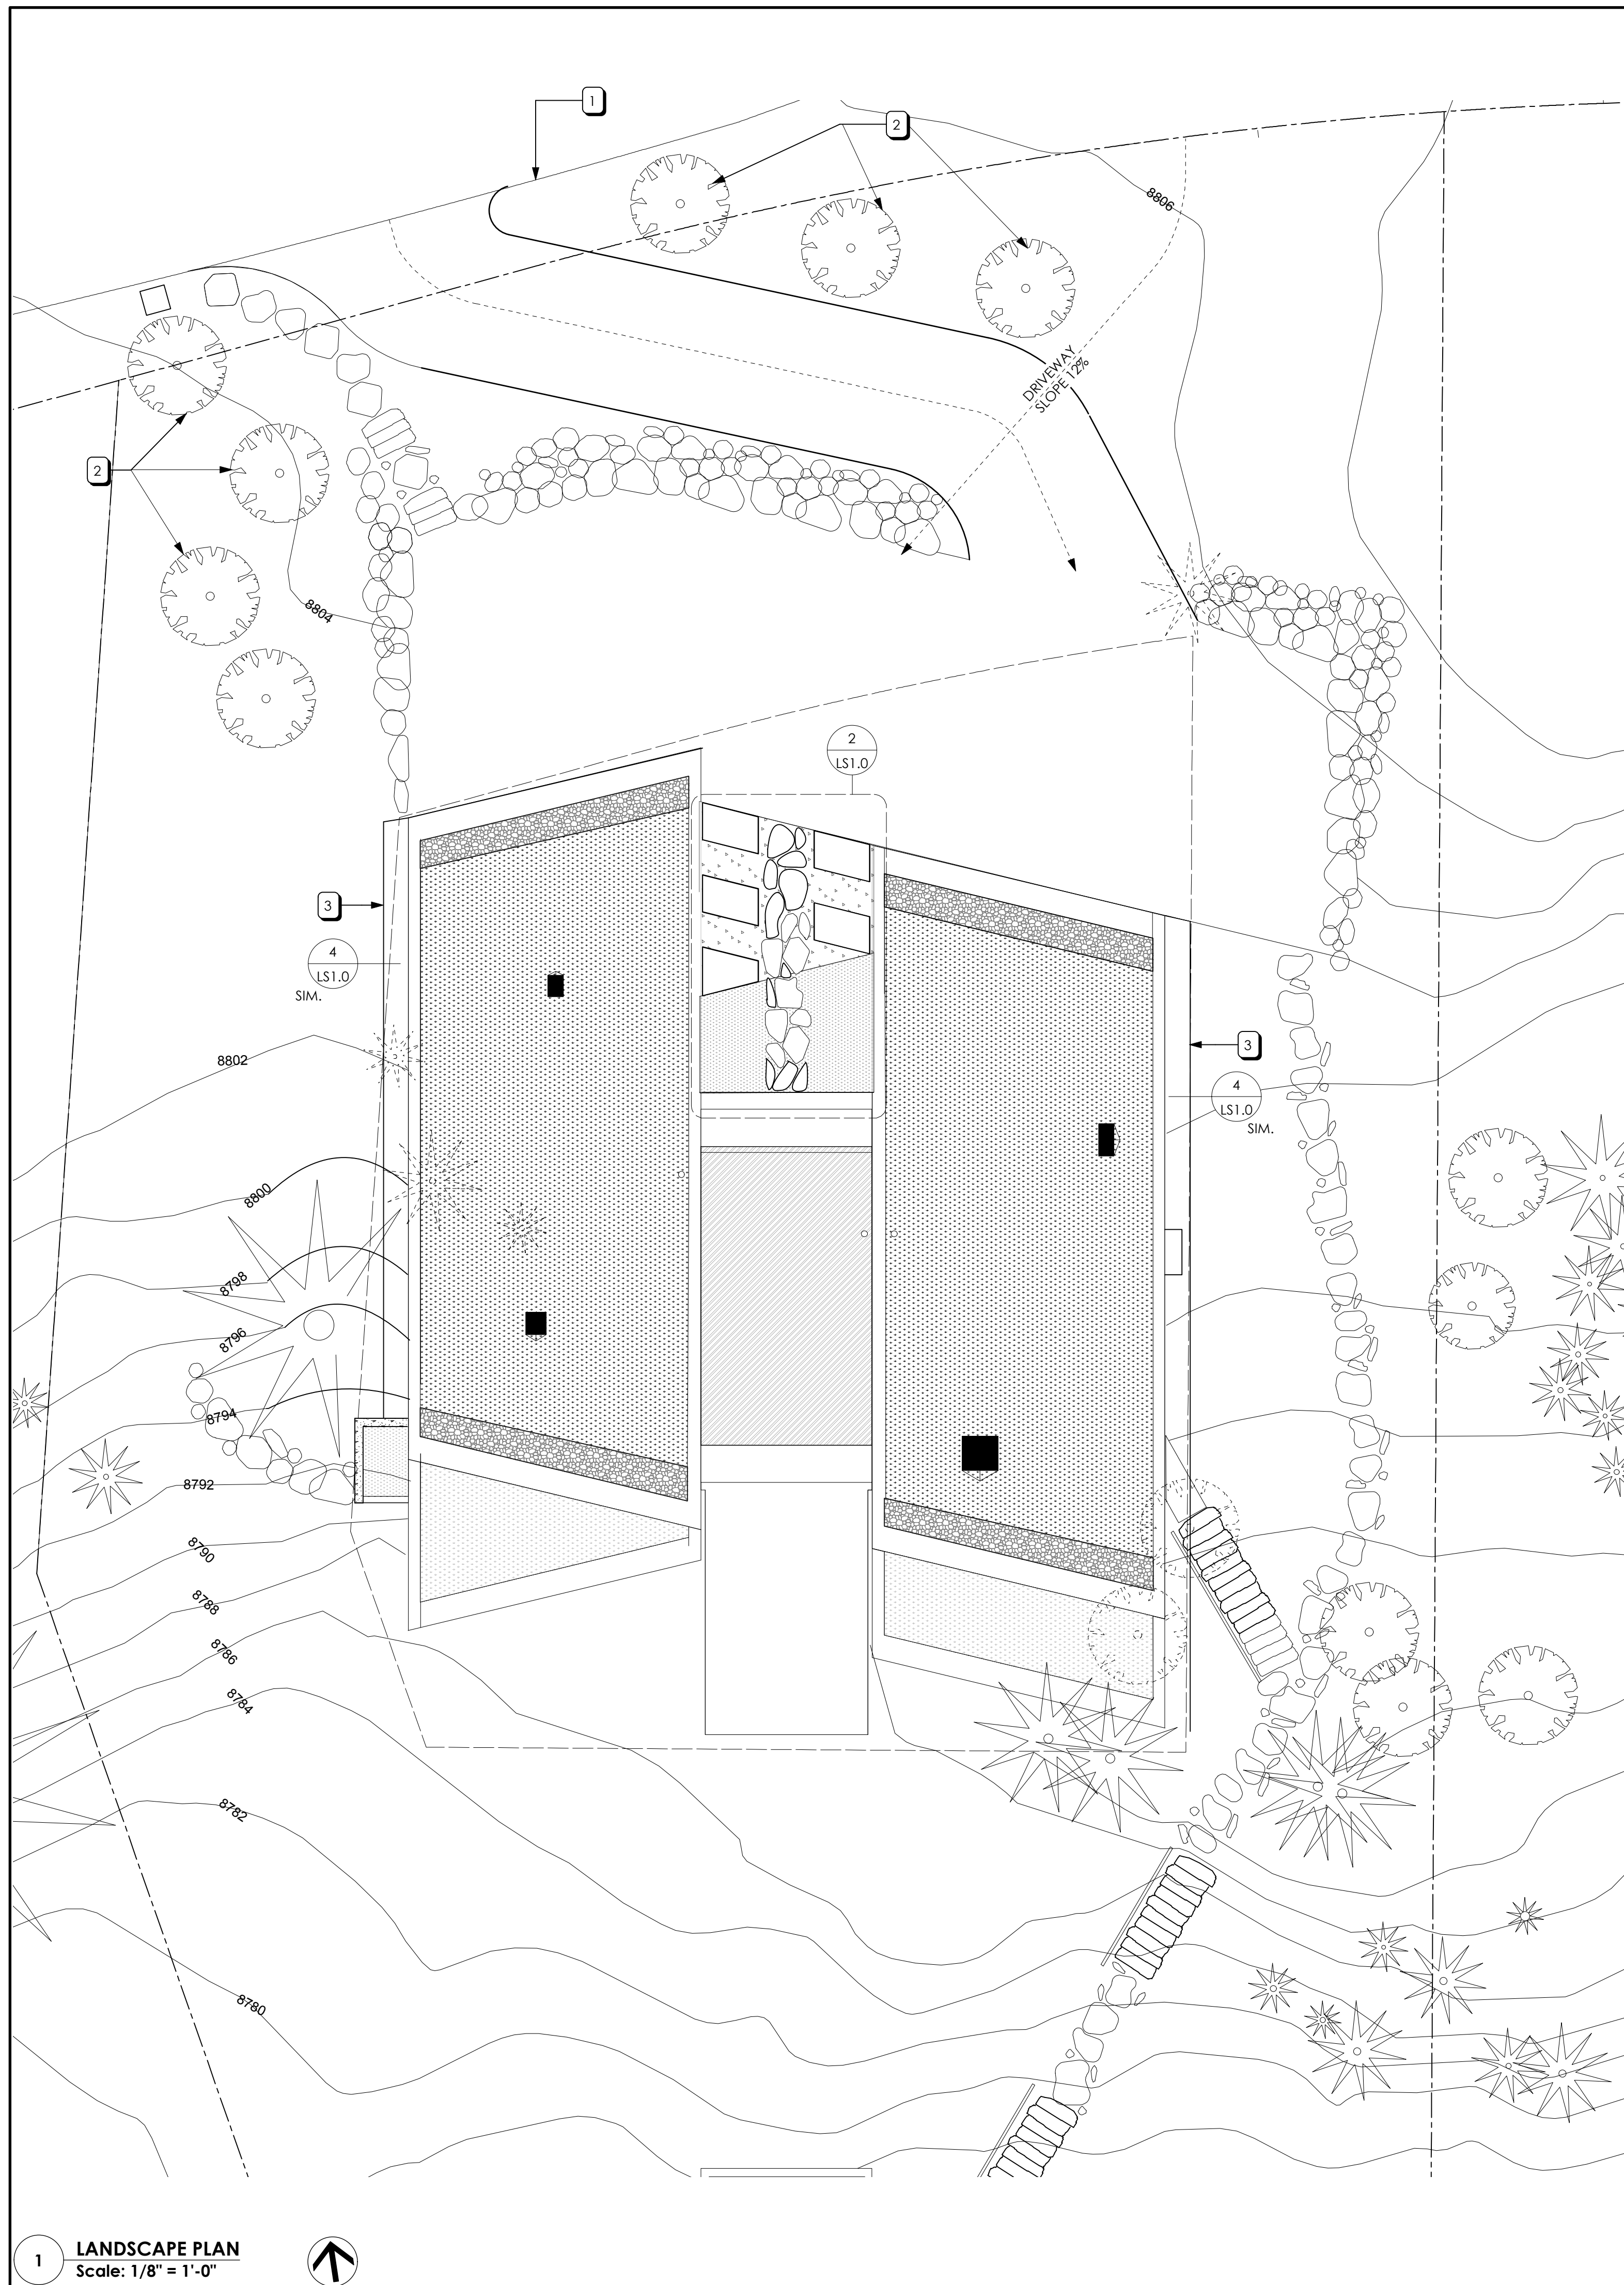 1
2
8806
DRIVEWAY
SLOPE 12%
2
8804
2
LS1.0
3
4
LS1.0
SIM.
3
8802
4
LS1.0
SIM.
8800
8798
8796
8794
8792
8790
8788
8786
8784
8782
8780
1
LANDSCAPE PLAN
Scale: 1/8" = 1'-0"